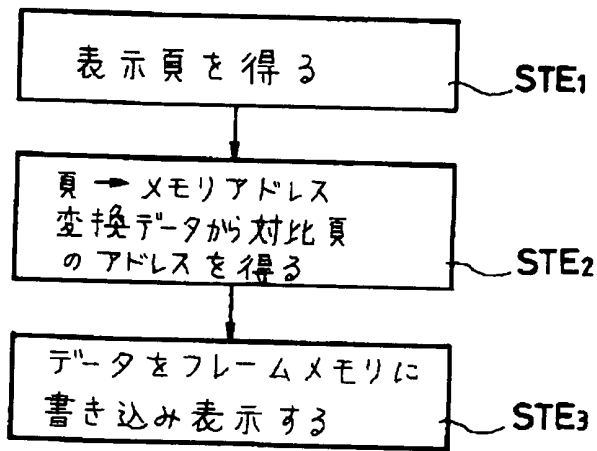 表示頁を得る
STE1
頁→メモリアドレス
変換データから対比頁
のアドレスを得る
STE2
データをフレームメモリに
書き込み表示する
STE3